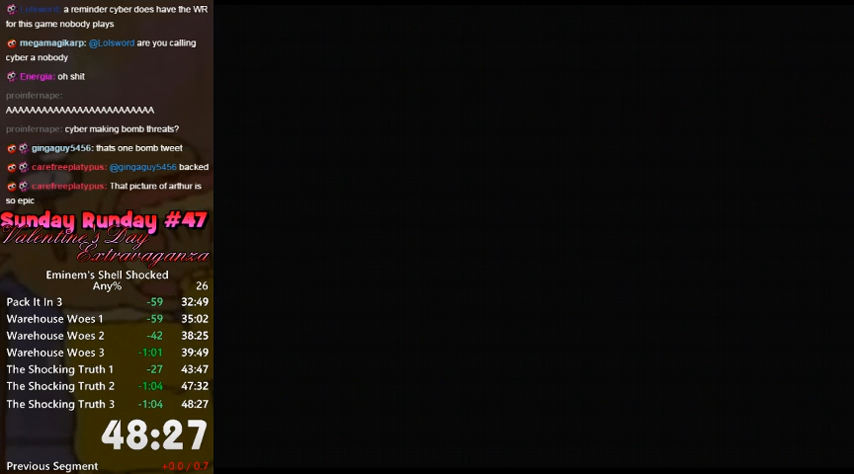 Lolsword: a reminder cyber does have the WR
for this game nobody plays
megamagikarp: @Lolsword are you calling
cyber a nobody
Energia: oh shit
proinfernape:
AAAAAAAAAAAAAAAAAAAAAAAAA
proinfernape: cyber making bomb threats?
gingaguy5456: thats one bomb tweet
carefreeplatypus: @gingaguy5456 backed
carefreeplatypus: That picture of arthur is
so epic
Sunday Runday #47
Valentine's Day
Extravaganza
Eminem's Shell Shocked
Any% 26
Pack It In 3 -59 32:49
Warehouse Woes 1 -59 35:02
Warehouse Woes 2 -42 38:25
Warehouse Woes 3 -1:01 39:49
The Shocking Truth 1 -27 43:47
The Shocking Truth 2 -1:04 47:32
The Shocking Truth 3 -1:04 48:27
48:27
Previous Segment +0.0 / 0.7